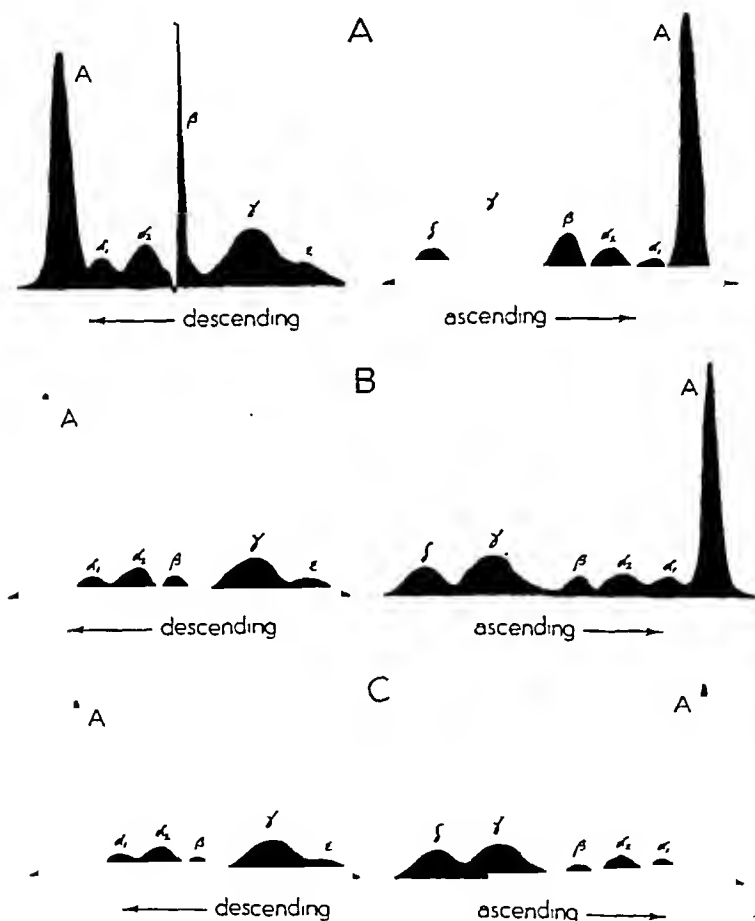 A
A A
β
α₁ α₂ γ ε
γ
δ β α₂ α₁
← descending ascending →
B
A A
α₁ α₂ β γ ε
δ γ β α₂ α₁
← descending ascending →
C
A A
α₁ α₂ β γ ε
δ γ β α₂ α₁
← descending ascending →